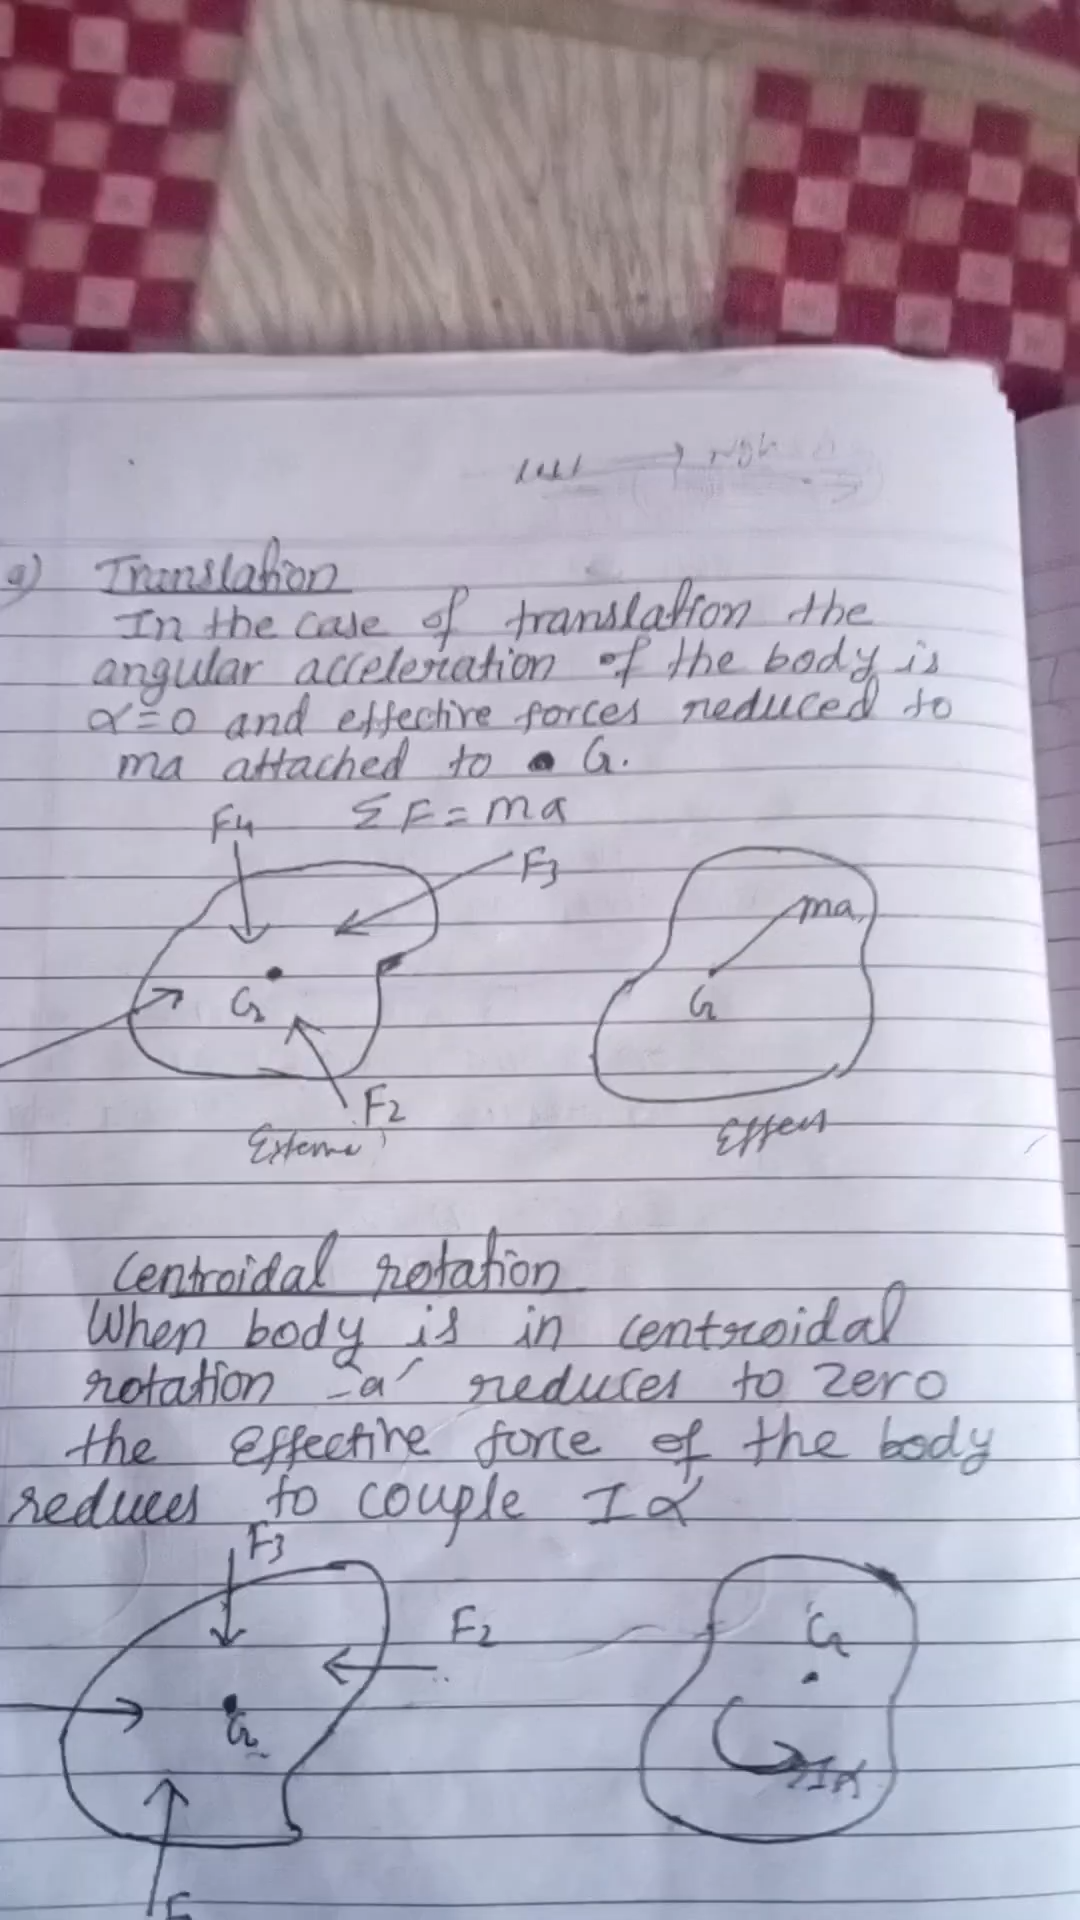 a) Translation
In the case of translation the
angular acceleration of the body is
α=0 and effective forces reduced to
ma attached to G.
ΣF=ma
F4
F3
ma
G
G
F2
Centroidal rotation
When body is in centroidal
rotation 'a' reduces to zero
the effective force of the body
reduces to couple Iα
F3
F2
G
G
Iα
F